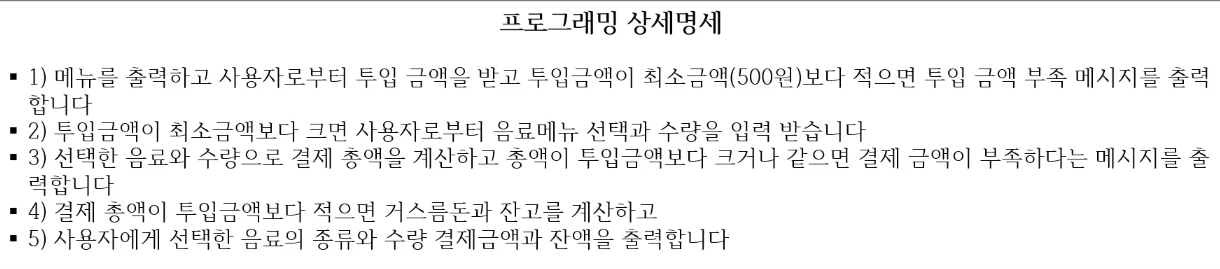 프로그래밍 상세명세
▪ 1) 메뉴를 출력하고 사용자로부터 투입 금액을 받고 투입금액이 최소금액(500원)보다 적으면 투입 금액 부족 메시지를 출력
합니다
▪ 2) 투입금액이 최소금액보다 크면 사용자로부터 음료메뉴 선택과 수량을 입력 받습니다
▪ 3) 선택한 음료와 수량으로 결제 총액을 계산하고 총액이 투입금액보다 크거나 같으면 결제 금액이 부족하다는 메시지를 출
력합니다
▪ 4) 결제 총액이 투입금액보다 적으면 거스름돈과 잔고를 계산하고
▪ 5) 사용자에게 선택한 음료의 종류와 수량 결제금액과 잔액을 출력합니다